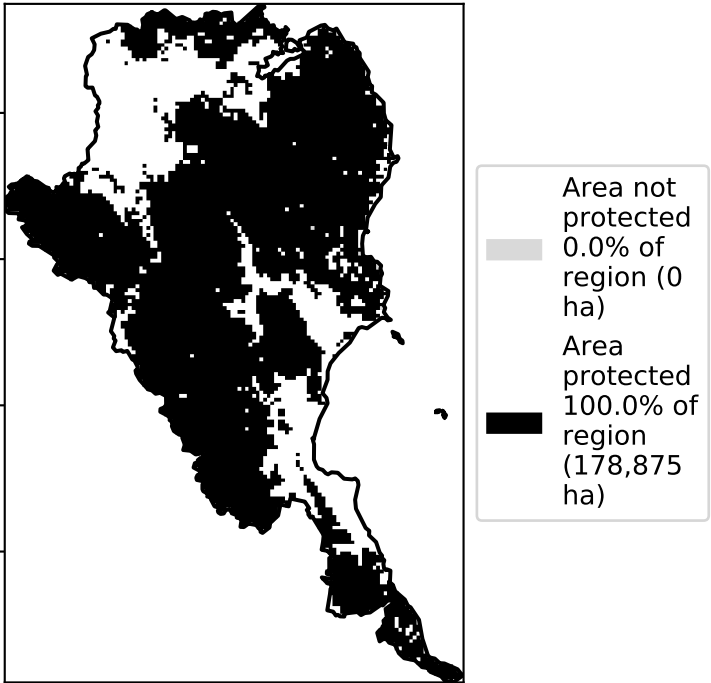 Area not
protected
0.0% of
region (0
ha)
Area
protected
100.0% of
region
(178,875
ha)